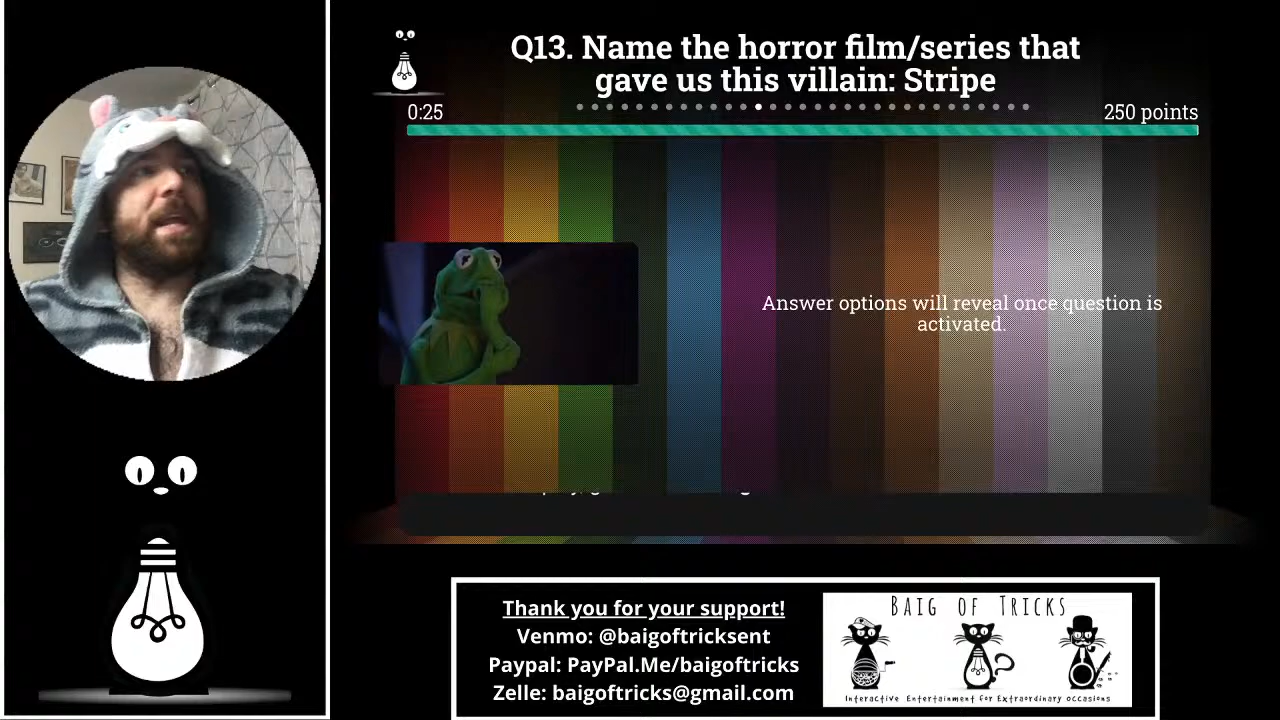 Q13. Name the horror film/series that
gave us this villain: Stripe
0:25
250 points
Answer options will reveal once question is
activated.
Thank you for your support!
Venmo: @baigoftricksent
Paypal: PayPal.Me/baigoftricks
Zelle: baigoftricks@gmail.com
BAIG OF TRICKS
Interactive Entertainment for Extraordinary occasions